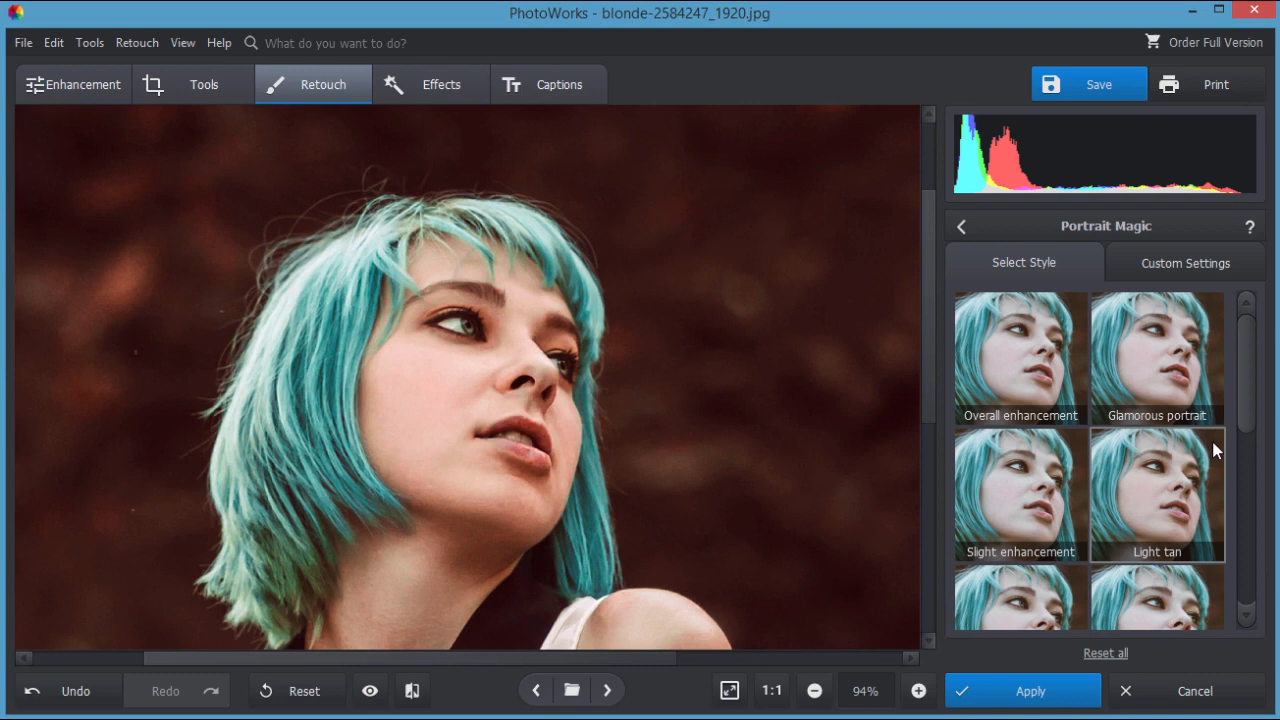 PhotoWorks - blonde-2584247_1920.jpg
File Edit Tools Retouch View Help What do you want to do? Order Full Version
Enhancement Tools Retouch Effects Captions Save Print
Portrait Magic ?
Select Style Custom Settings
Overall enhancement Glamorous portrait
Slight enhancement Light tan
Reset all
Undo Redo Reset 1:1 94% Apply Cancel